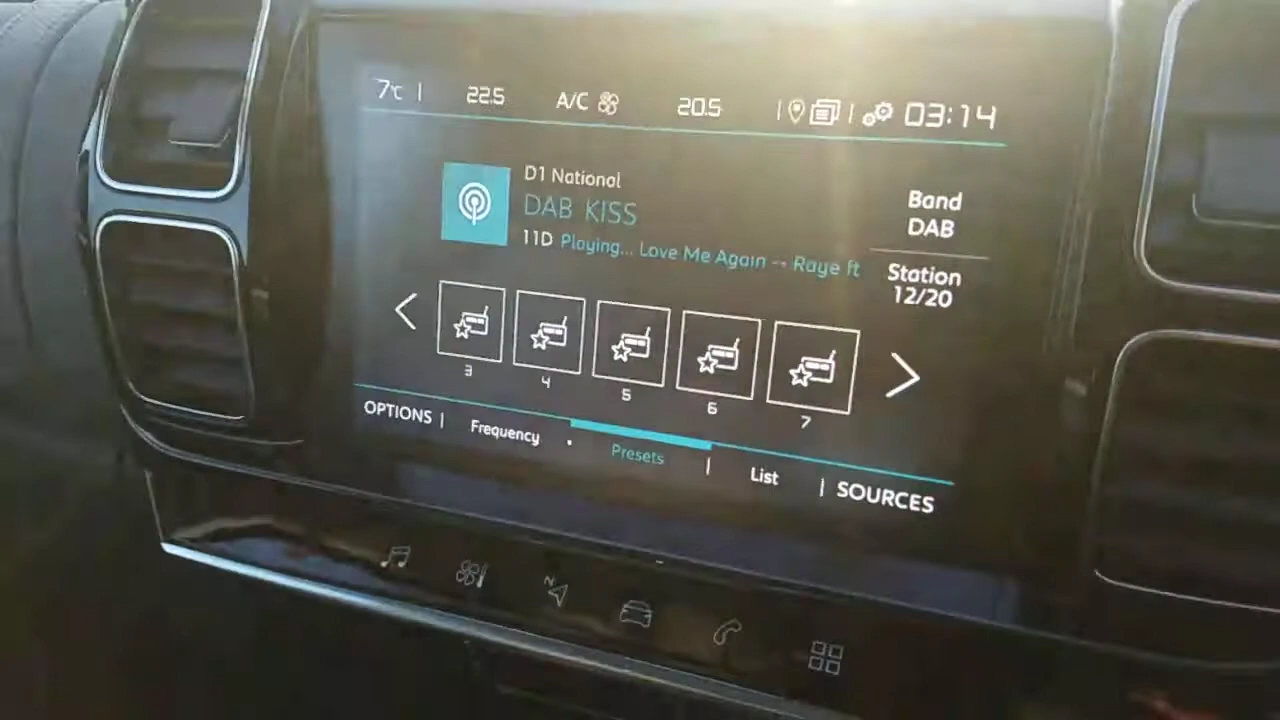 7°C | 22.5 A/C 20.5 | | 03:14
D1 National
DAB KISS
11D Playing... Love Me Again -- Raye ft
Band
DAB
Station
12/20
3 4 5 6 7
OPTIONS | Frequency Presets | List | SOURCES
N